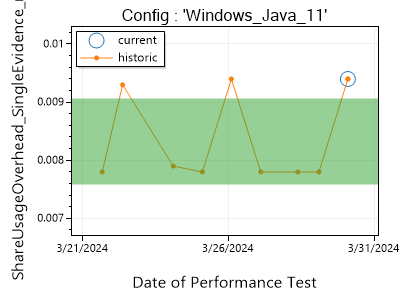 Config : 'Windows_Java_11'
current
historic
ShareUsageOverhead_SingleEvidence_
0.01
0.009
0.008
0.007
3/21/2024
3/26/2024
3/31/2024
Date of Performance Test